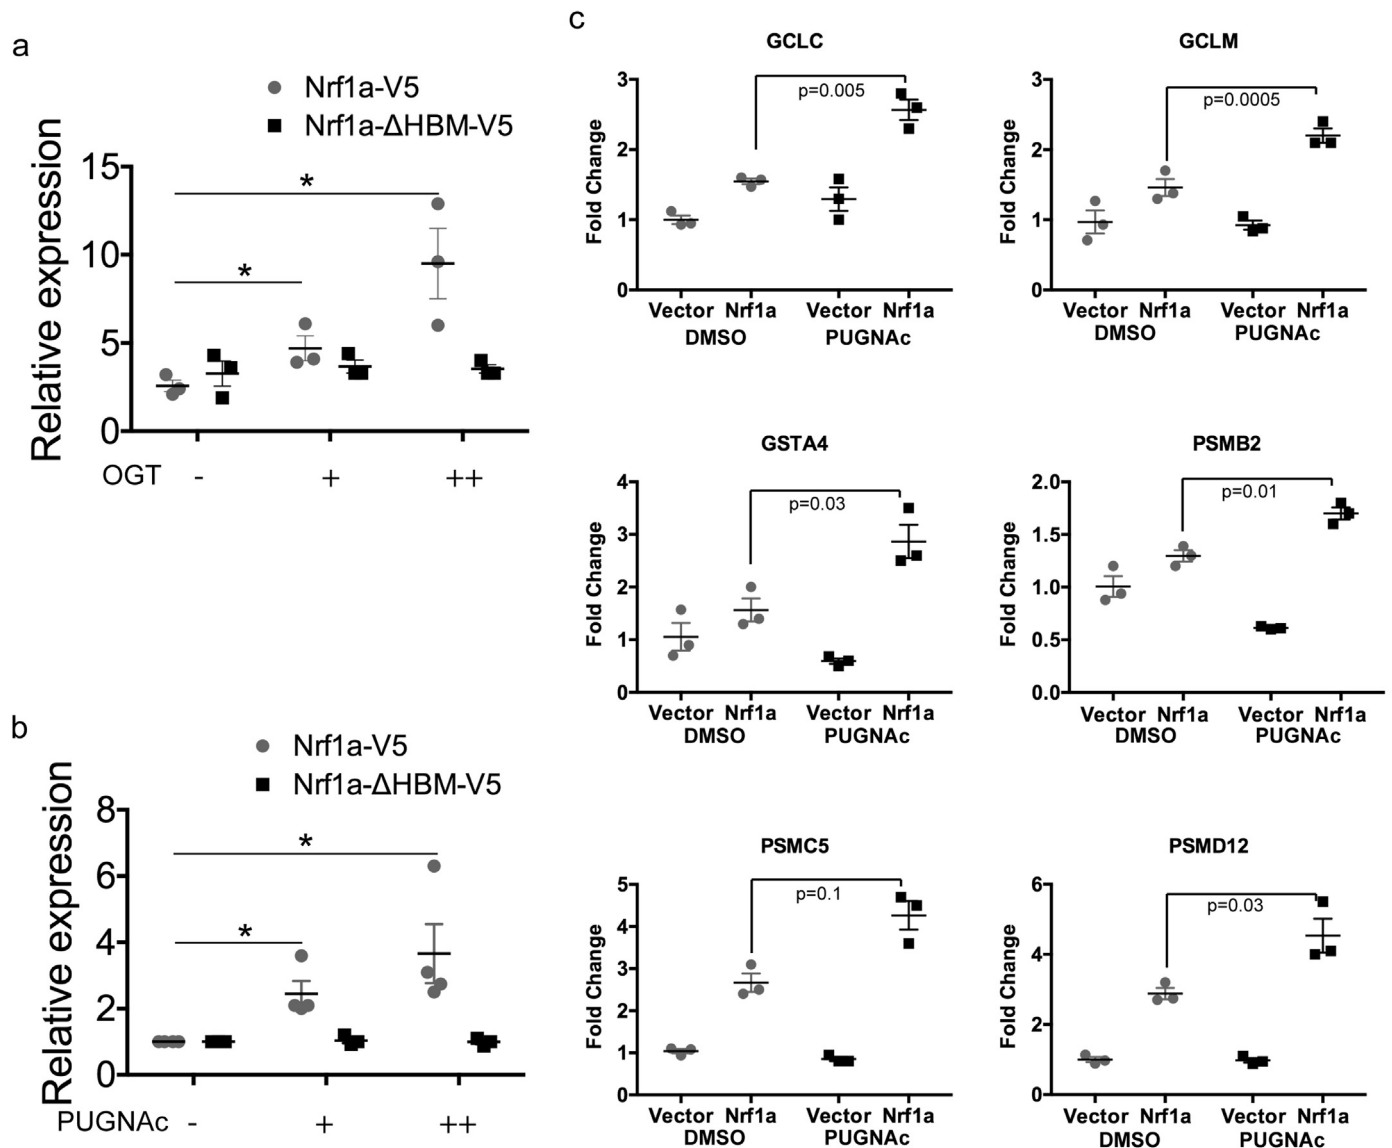 a
Nrf1a-V5
Nrf1a-ΔHBM-V5
Relative expression
15
10
5
0
*
*
OGT - + ++
b
Nrf1a-V5
Nrf1a-ΔHBM-V5
Relative expression
8
6
4
2
0
*
*
PUGNAc - + ++
c
GCLC
Fold Change
3
2
1
0
p=0.005
Vector Nrf1a Vector Nrf1a
DMSO PUGNAc
GCLM
Fold Change
3
2
1
0
p=0.0005
Vector Nrf1a Vector Nrf1a
DMSO PUGNAc
GSTA4
Fold Change
4
3
2
1
0
p=0.03
Vector Nrf1a Vector Nrf1a
DMSO PUGNAc
PSMB2
Fold Change
2.0
1.5
1.0
0.5
0.0
p=0.01
Vector Nrf1a Vector Nrf1a
DMSO PUGNAc
PSMC5
Fold Change
5
4
3
2
1
0
p=0.1
Vector Nrf1a Vector Nrf1a
DMSO PUGNAc
PSMD12
Fold Change
6
4
2
0
p=0.03
Vector Nrf1a Vector Nrf1a
DMSO PUGNAc